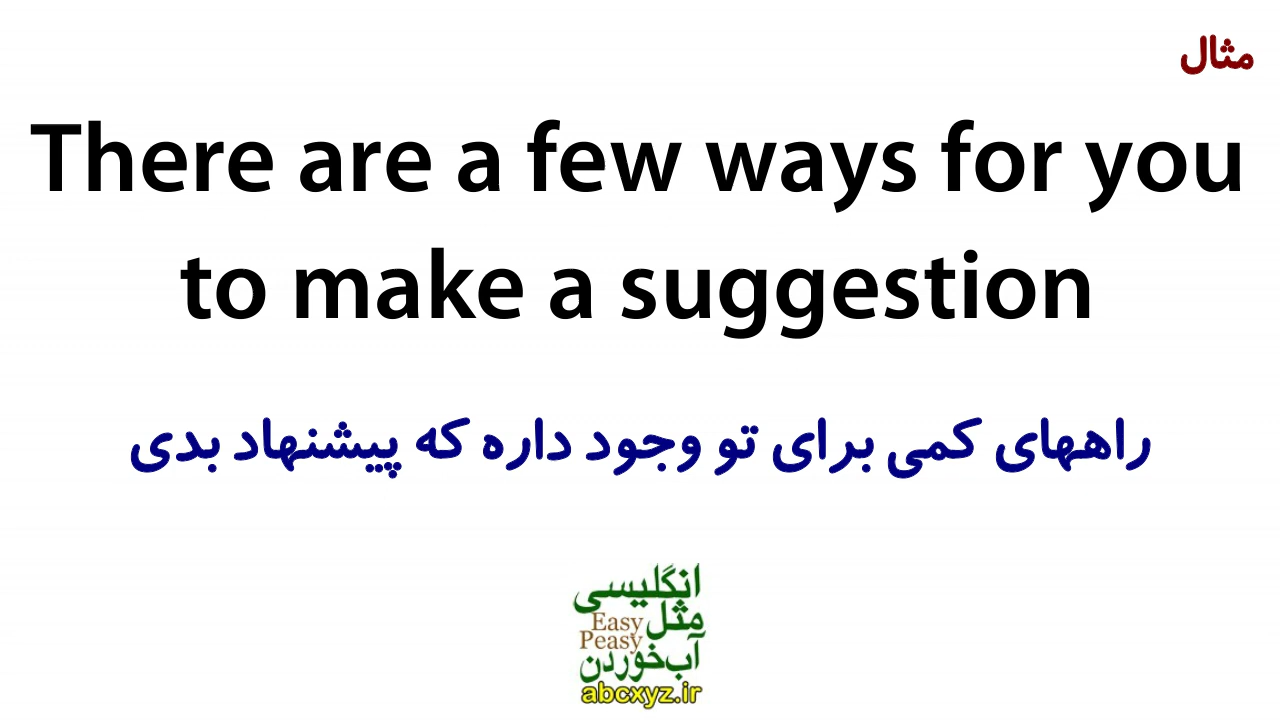 مثال
There are a few ways for you
to make a suggestion
راههای کمی برای تو وجود داره که پیشنهاد بدی
انگلیسی
مثل
Easy
Peasy
آب‌خوردن
abcxyz.ir